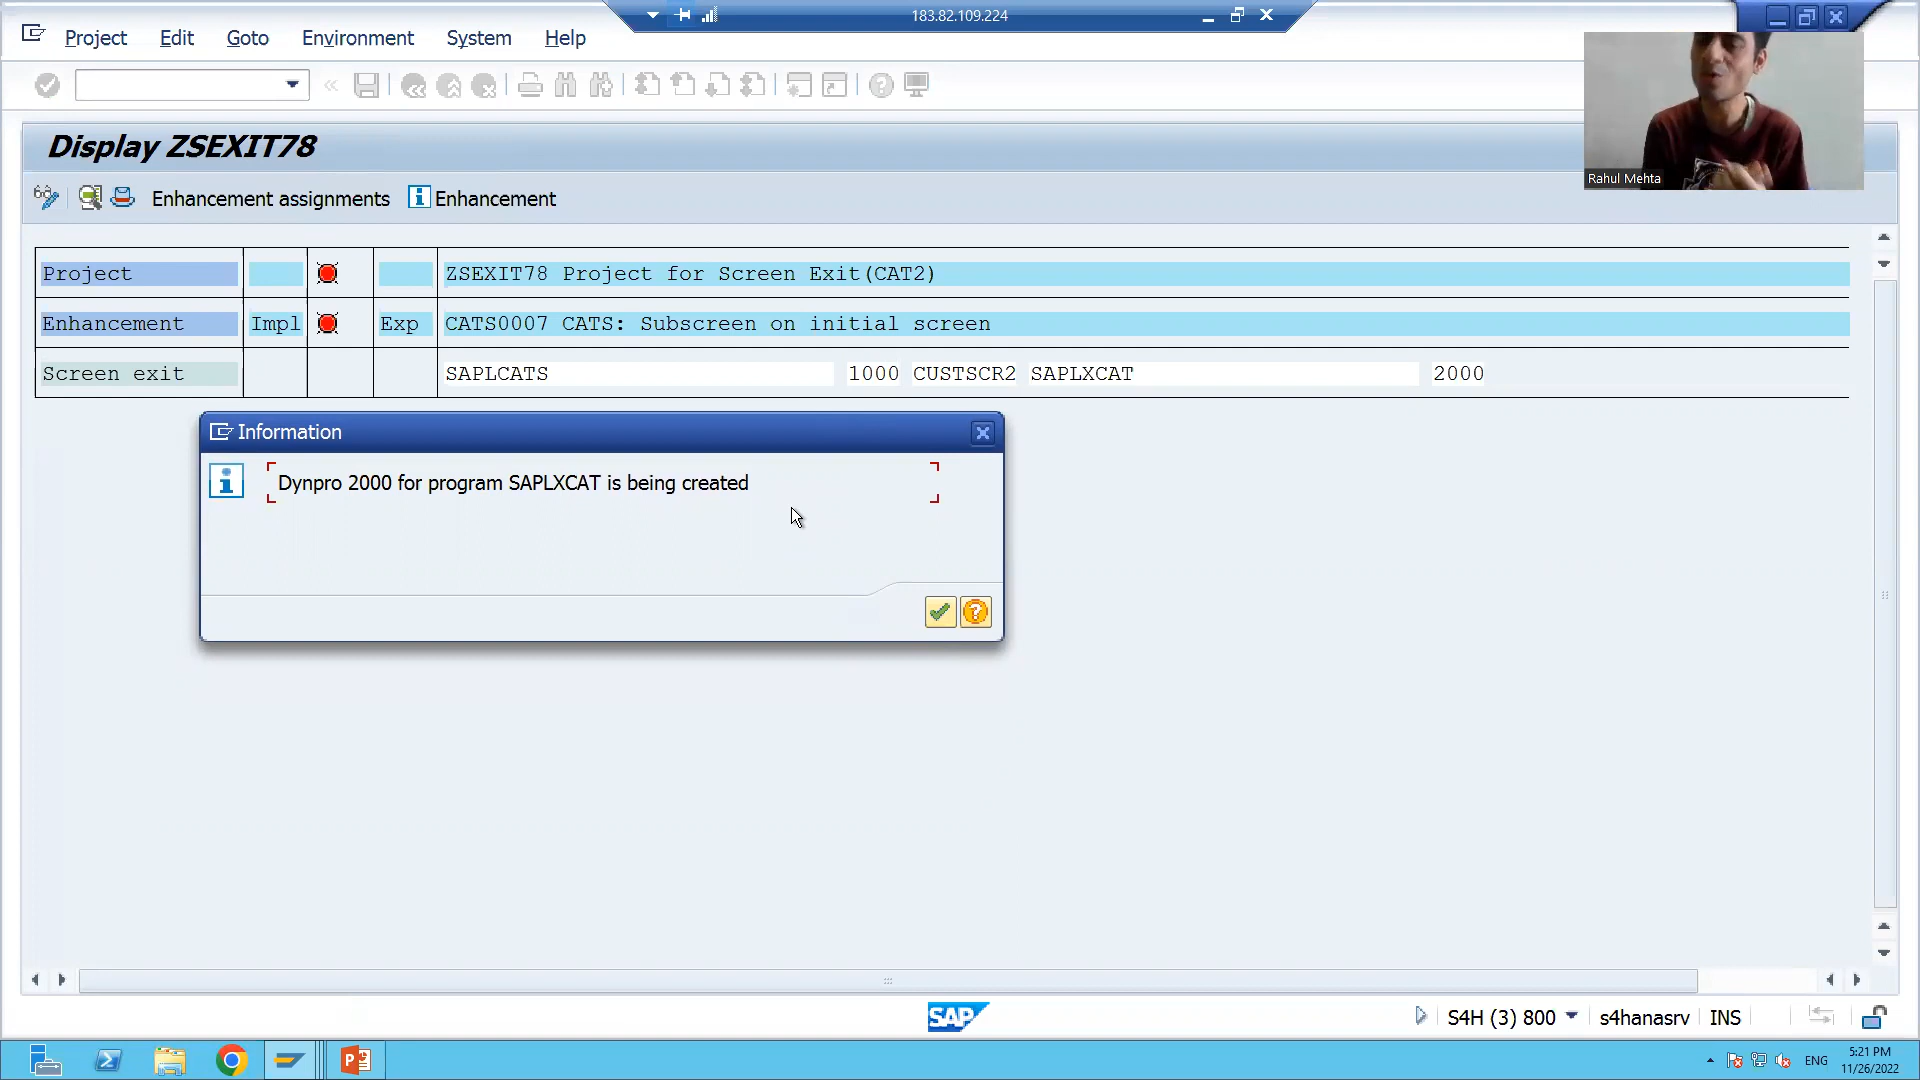 183.82.109.224
Project Edit Goto Environment System Help
Rahul Mehta
Display ZSEXIT78
Enhancement assignments Enhancement
Project ZSEXIT78 Project for Screen Exit(CAT2)
Enhancement Impl Exp CATS0007 CATS: Subscreen on initial screen
Screen exit SAPLCATS 1000 CUSTSCR2 SAPLXCAT 2000
Information
Dynpro 2000 for program SAPLXCAT is being created
SAP S4H (3) 800 s4hanasrv INS
ENG 5:21 PM
11/26/2022